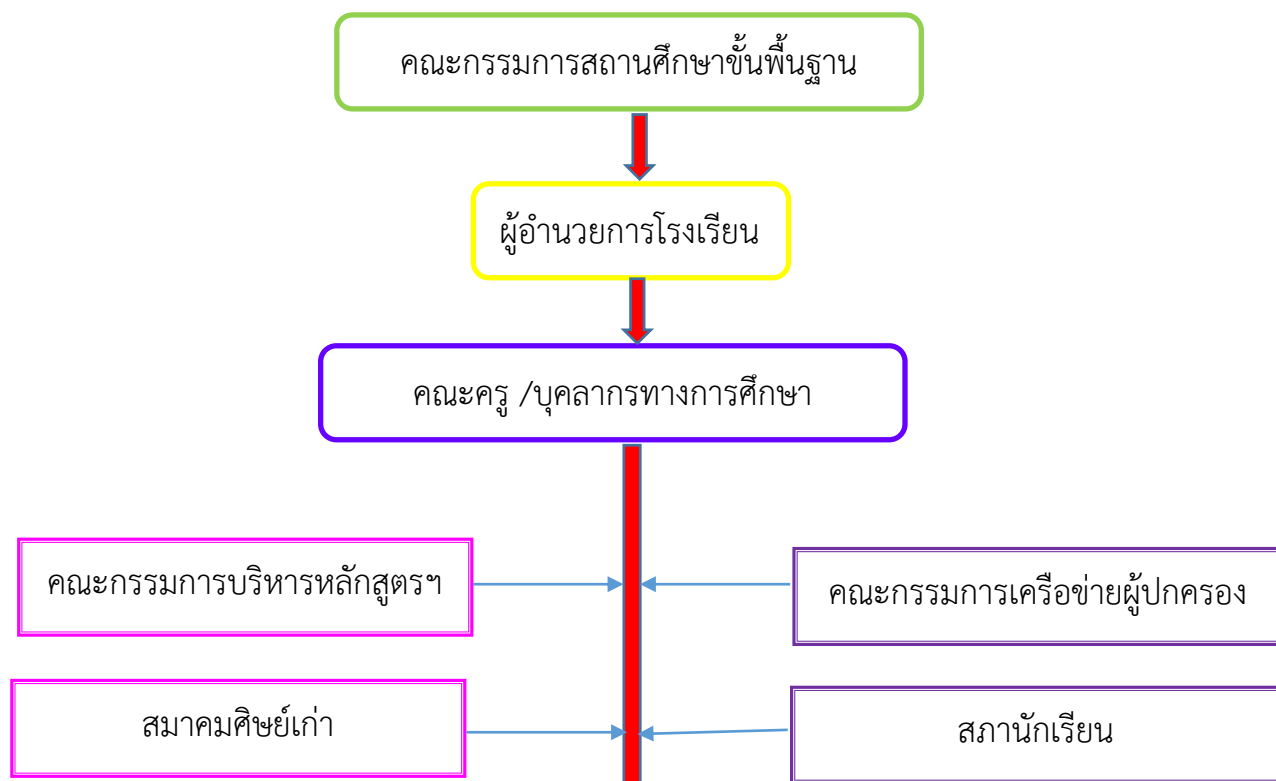 คณะกรรมการสถานศึกษาขั้นพื้นฐาน
ผู้อำนวยการโรงเรียน
คณะครู /บุคลากรทางการศึกษา
คณะกรรมการบริหารหลักสูตรฯ
คณะกรรมการเครือข่ายผู้ปกครอง
สมาคมศิษย์เก่า
สภานักเรียน